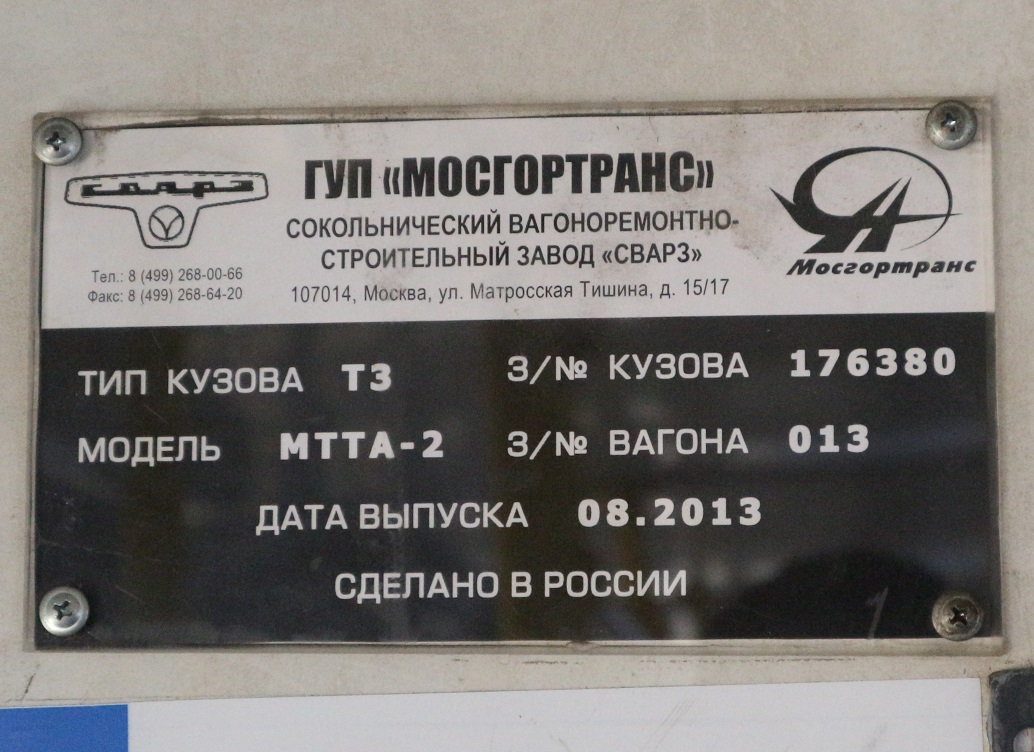 СВАРЗ
ГУП «МОСГОРТРАНС»
СОКОЛЬНИЧЕСКИЙ ВАГОНОРЕМОНТНО-
СТРОИТЕЛЬНЫЙ ЗАВОД «СВАРЗ»
107014, Москва, ул. Матросская Тишина, д. 15/17
Тел.: 8 (499) 268-00-66
Факс: 8 (499) 268-64-20
Мосгортранс
ТИП КУЗОВА Т3 З/№ КУЗОВА 176380
МОДЕЛЬ МТТА-2 З/№ ВАГОНА 013
ДАТА ВЫПУСКА 08.2013
СДЕЛАНО В РОССИИ